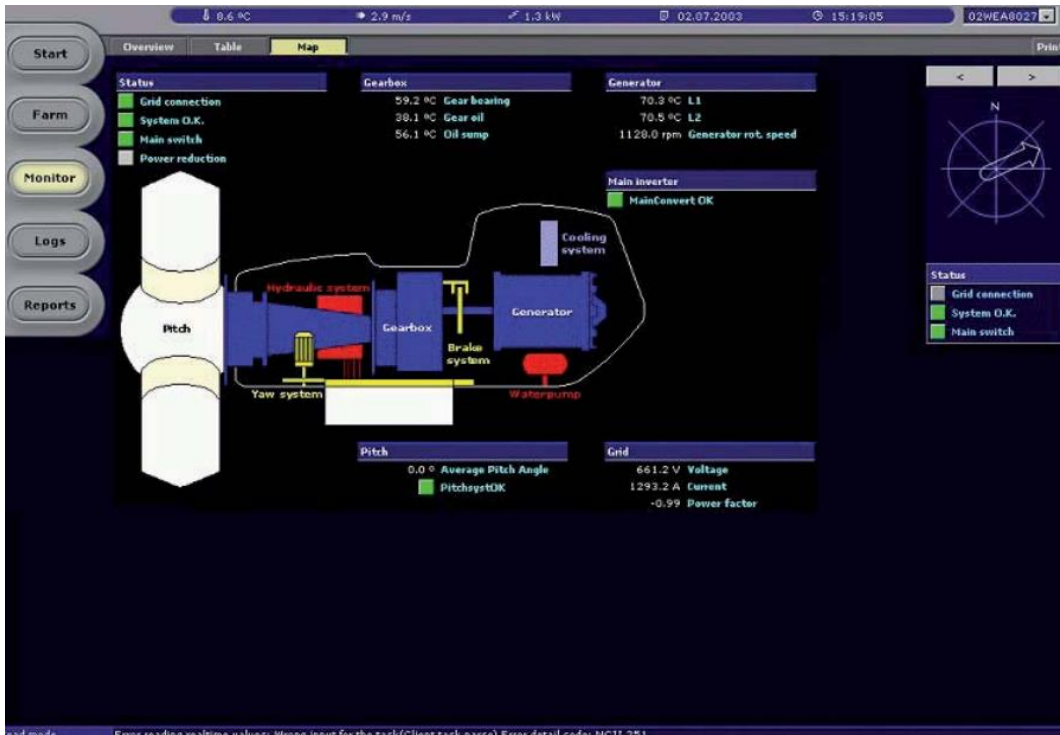 8.6 ºC 2.9 m/s 1.3 kW 02.07.2003 15:19:05 02WEA8027
Start
Farm
Monitor
Logs
Reports
Overview Table Map Print
Status
Grid connection
System O.K.
Main switch
Power reduction
Gearbox
59.2 ºC Gear bearing
38.1 ºC Gear oil
56.1 ºC Oil sump
Generator
70.3 ºC L1
70.5 ºC L2
1128.0 rpm Generator rot. speed
Main inverter
MainConvert OK
< >
N
Status
Grid connection
System O.K.
Main switch
Cooling
system
Hydraulic system
Pitch
Gearbox
Generator
Brake
system
Yaw system
Waterpump
Pitch
0.0 º Average Pitch Angle
PitchsystOK
Grid
661.2 V Voltage
1293.2 A Current
-0.99 Power factor
mode Error reading realtime values: Wrong input for the task(Client task parse) Error detail code: